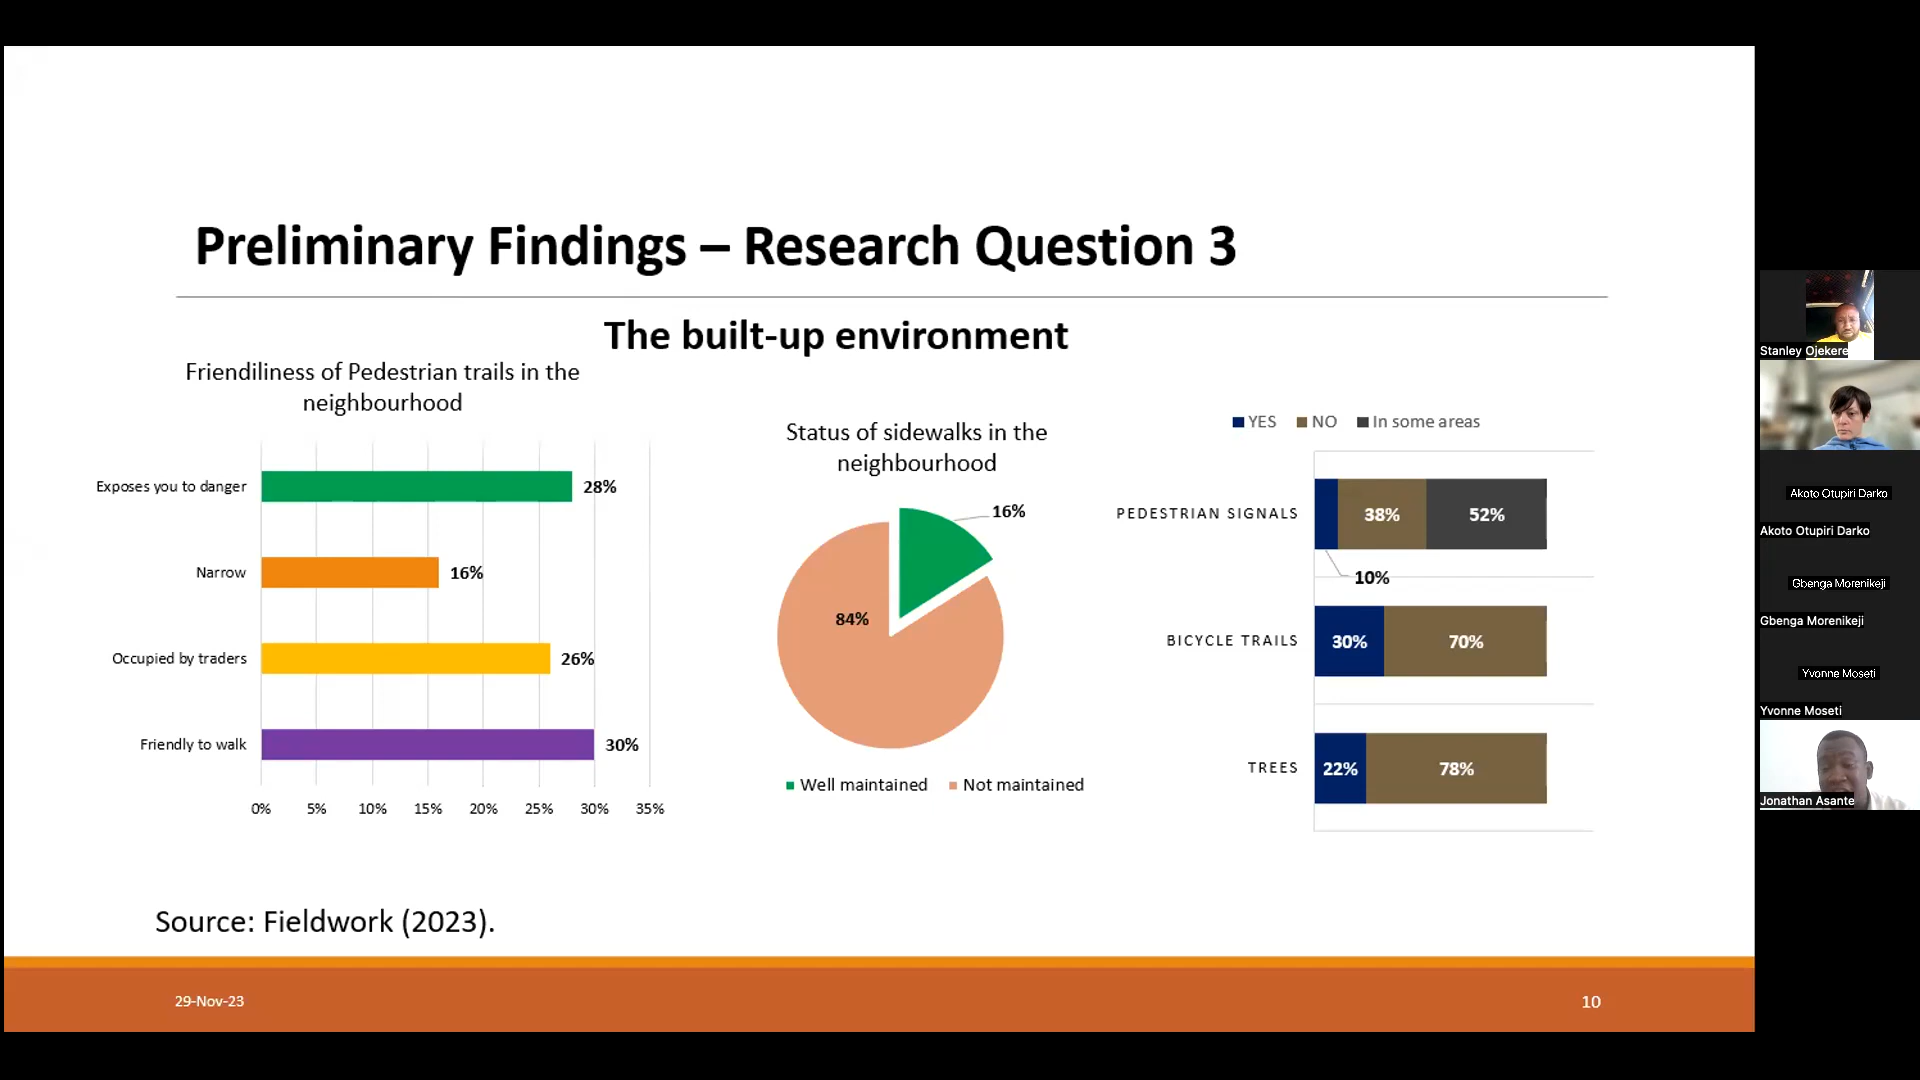 Preliminary Findings – Research Question 3
The built-up environment
Friendiliness of Pedestrian trails in the
neighbourhood
Exposes you to danger
28%
Narrow
16%
Occupied by traders
26%
Friendly to walk
30%
0% 5% 10% 15% 20% 25% 30% 35%
Status of sidewalks in the
neighbourhood
16%
84%
Well maintained Not maintained
YES NO In some areas
PEDESTRIAN SIGNALS
38% 52%
10%
BICYCLE TRAILS
30% 70%
TREES
22% 78%
Source: Fieldwork (2023).
29-Nov-23
10
Stanley Ojekere
Akoto Otupiri Darko
Akoto Otupiri Darko
Gbenga Morenikeji
Gbenga Morenikeji
Yvonne Moseti
Yvonne Moseti
Jonathan Asante